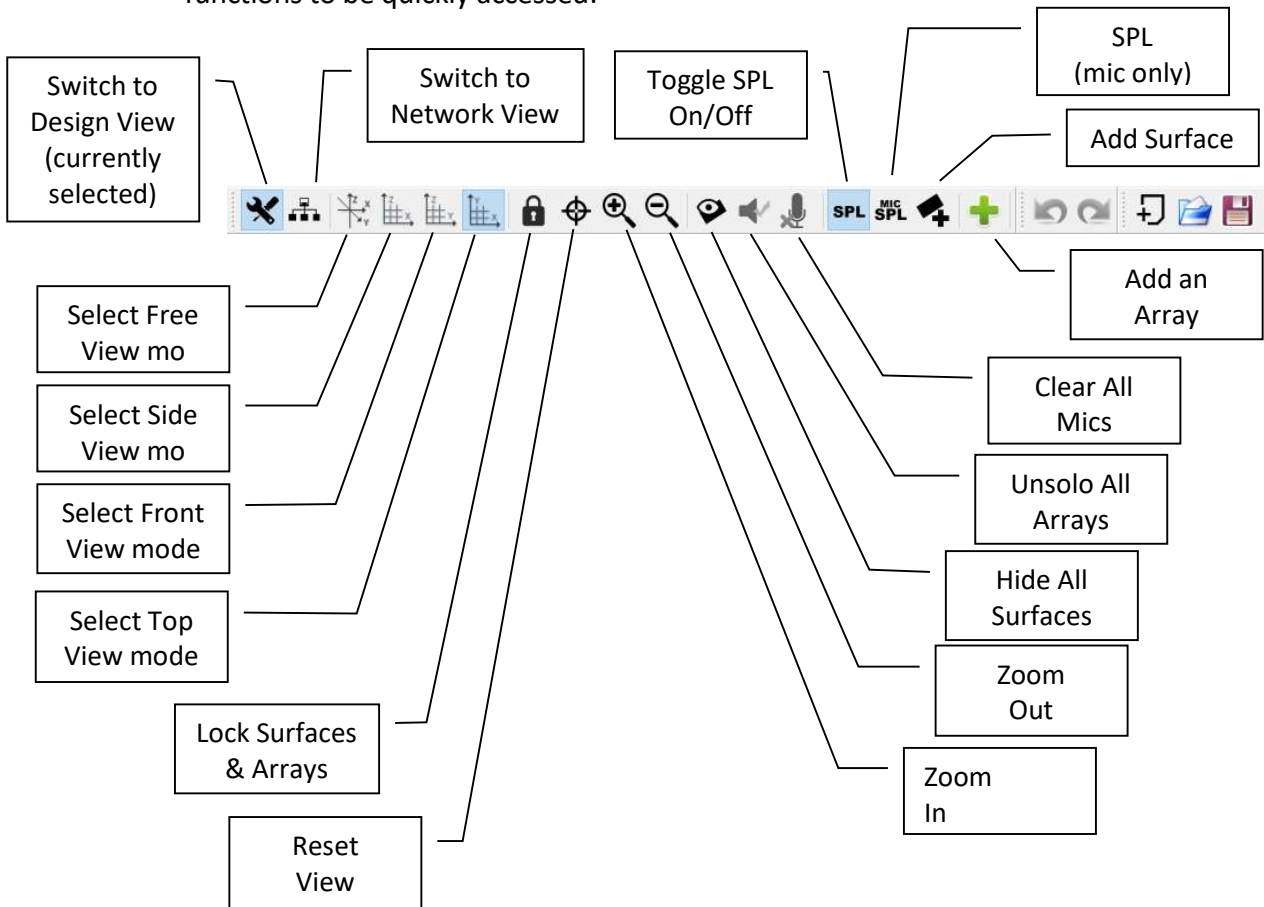 functions to be quickly accessed.
SPL
(mic only)
Switch to
Design View
(currently
selected)
Switch to
Network View
Toggle SPL
On/Off
Add Surface
Z
X
Y
Z
X
Z
Y
Y
X
SPL
MIC
SPL
Add an
Array
Select Free
View mo
Clear All
Mics
Select Side
View mo
Unsolo All
Arrays
Select Front
View mode
Hide All
Surfaces
Select Top
View mode
Zoom
Out
Lock Surfaces
& Arrays
Zoom
In
Reset
View